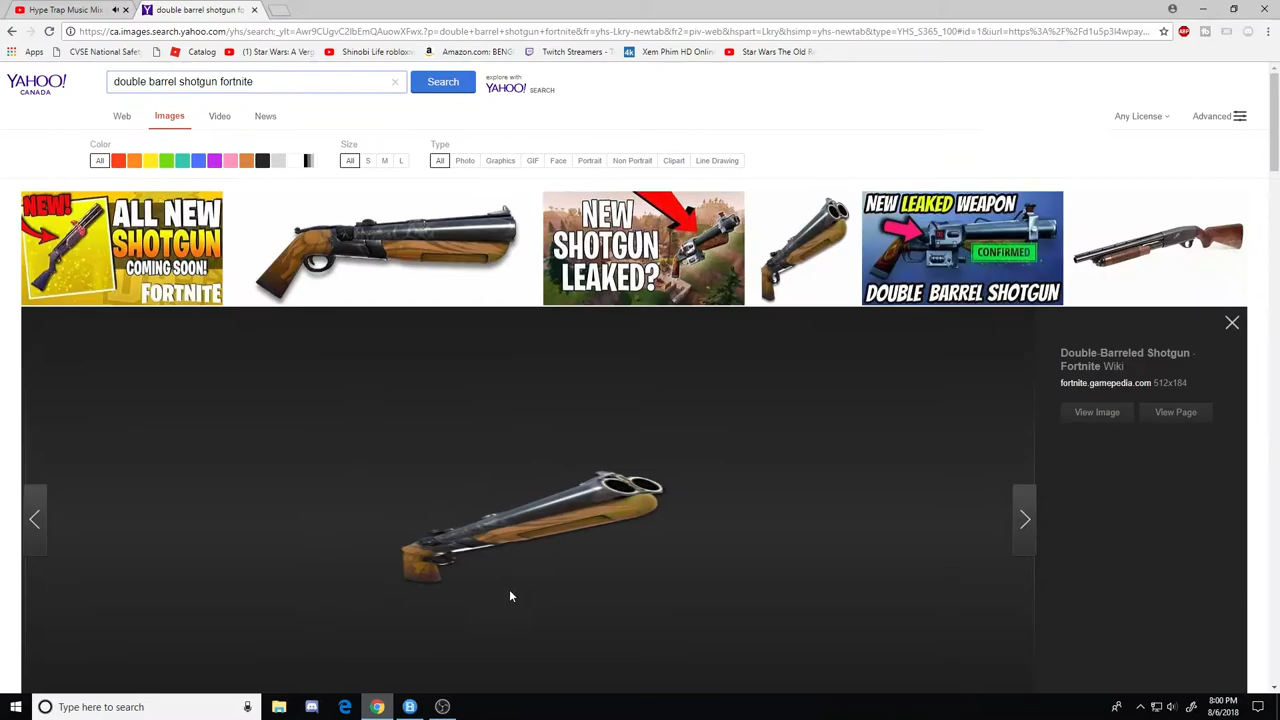 Hype Trap Music Mix
double barrel shotgun fo
https://ca.images.search.yahoo.com/yhs/search;_ylt=Awr9CUgvC2lbEmQAuowXFwx.?p=double+barrel+shotgun+fortnite&fr=yhs-Lkry-newtab&fr2=piv-web&hspart=Lkry&hsimp=yhs-newtab&type=YHS_S365_100#id=1&iurl=https%3A%2F%2Fd1u5p3l4wpay...
Apps CVSE National Safety Shinobi Life roblox Amazon.com: BENG Twitch Streamers - 4k Xem Phim HD Online Star Wars The Old R
(1) Star Wars: A Very
YAHOO!
CANADA
double barrel shotgun fortnite
Search
explore with
YAHOO! SEARCH
Web Images Video News
Any License Advanced
Color Size Type
All All S M L All Photo Graphics GIF Face Portrait Non Portrait Clipart Line Drawing
NEW!
ALL NEW
SHOTGUN
COMING SOON!
FORTNITE
NEW
SHOTGUN
LEAKED?
NEW LEAKED WEAPON
CONFIRMED
DOUBLE BARREL SHOTGUN
Double-Barreled Shotgun -
Fortnite Wiki
fortnite.gamepedia.com 512x184
View Image View Page
Type here to search
8:00 PM
8/6/2018